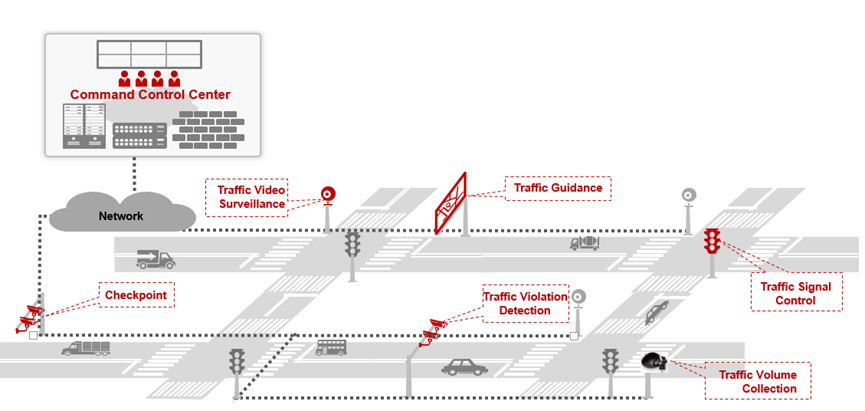 Command Control Center
Network
Traffic Video
Surveillance
Traffic Guidance
Checkpoint
Traffic Violation
Detection
Traffic Signal
Control
Traffic Volume
Collection